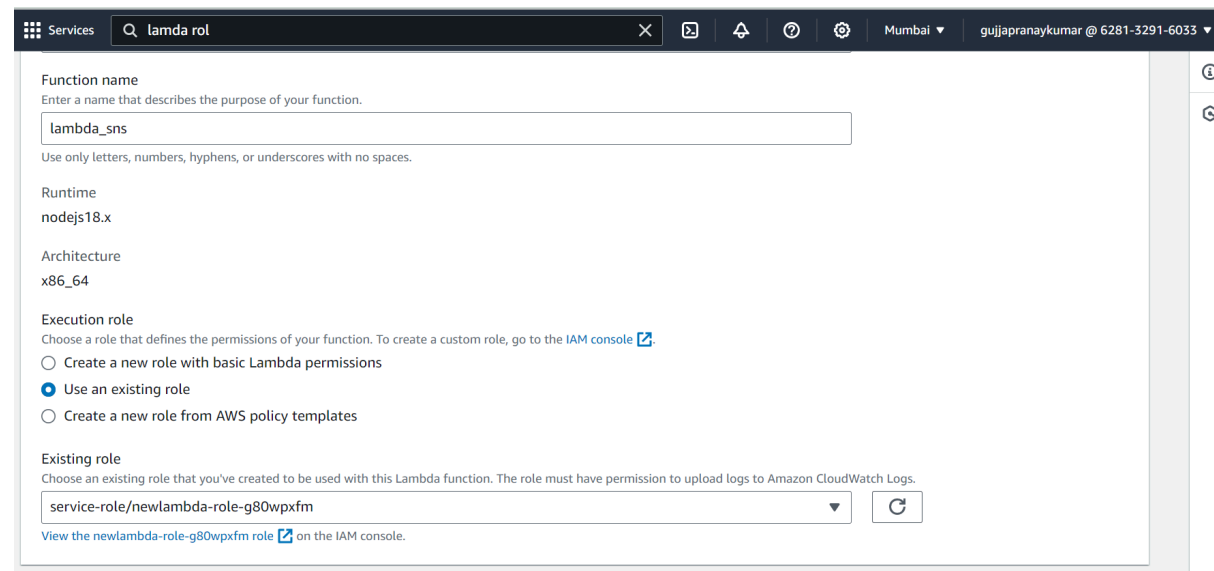 Services
lamda rol
Mumbai
gujjapranaykumar @ 6281-3291-6033
Function name
Enter a name that describes the purpose of your function.
lambda_sns
Use only letters, numbers, hyphens, or underscores with no spaces.
Runtime
nodejs18.x
Architecture
x86_64
Execution role
Choose a role that defines the permissions of your function. To create a custom role, go to the IAM console.
Create a new role with basic Lambda permissions
Use an existing role
Create a new role from AWS policy templates
Existing role
Choose an existing role that you've created to be used with this Lambda function. The role must have permission to upload logs to Amazon CloudWatch Logs.
service-role/newlambda-role-g80wpxfm
View the newlambda-role-g80wpxfm role on the IAM console.